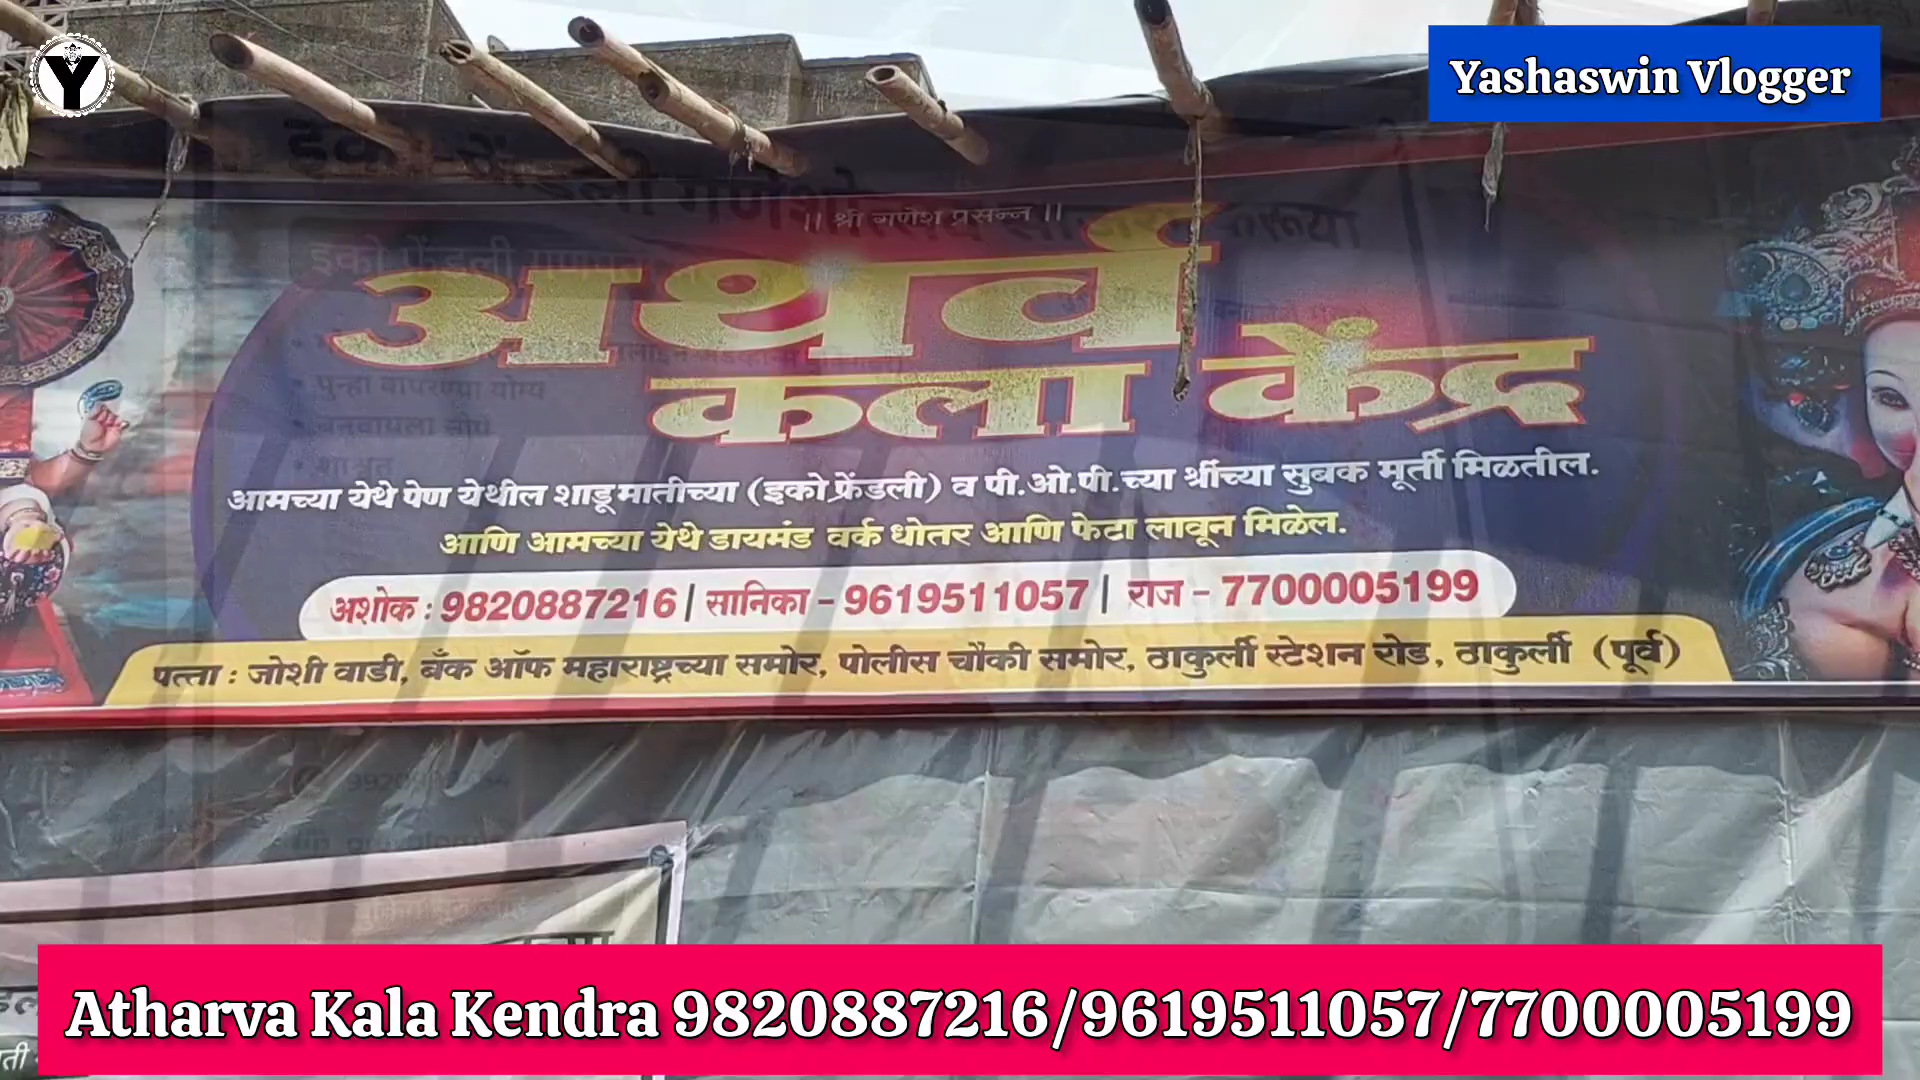 Y
Yashaswin Vlogger
|| श्री गणेश प्रसन्न ||
अथर्व
कला केंद्र
आमच्या येथे पेण येथील शाडू मातीच्या (इको फ्रेंडली) व पी.ओ.पी.च्या श्रींच्या सुबक मूर्ती मिळतील.
आणि आमच्या येथे डायमंड वर्क धोतर आणि फेटा लावून मिळेल.
अशोक : 9820887216 | सानिका - 9619511057 | राज - 7700005199
पत्ता : जोशी वाडी, बँक ऑफ महाराष्ट्रच्या समोर, पोलीस चौकी समोर, ठाकुर्ली स्टेशन रोड, ठाकुर्ली (पूर्व)
Atharva Kala Kendra 9820887216/9619511057/7700005199